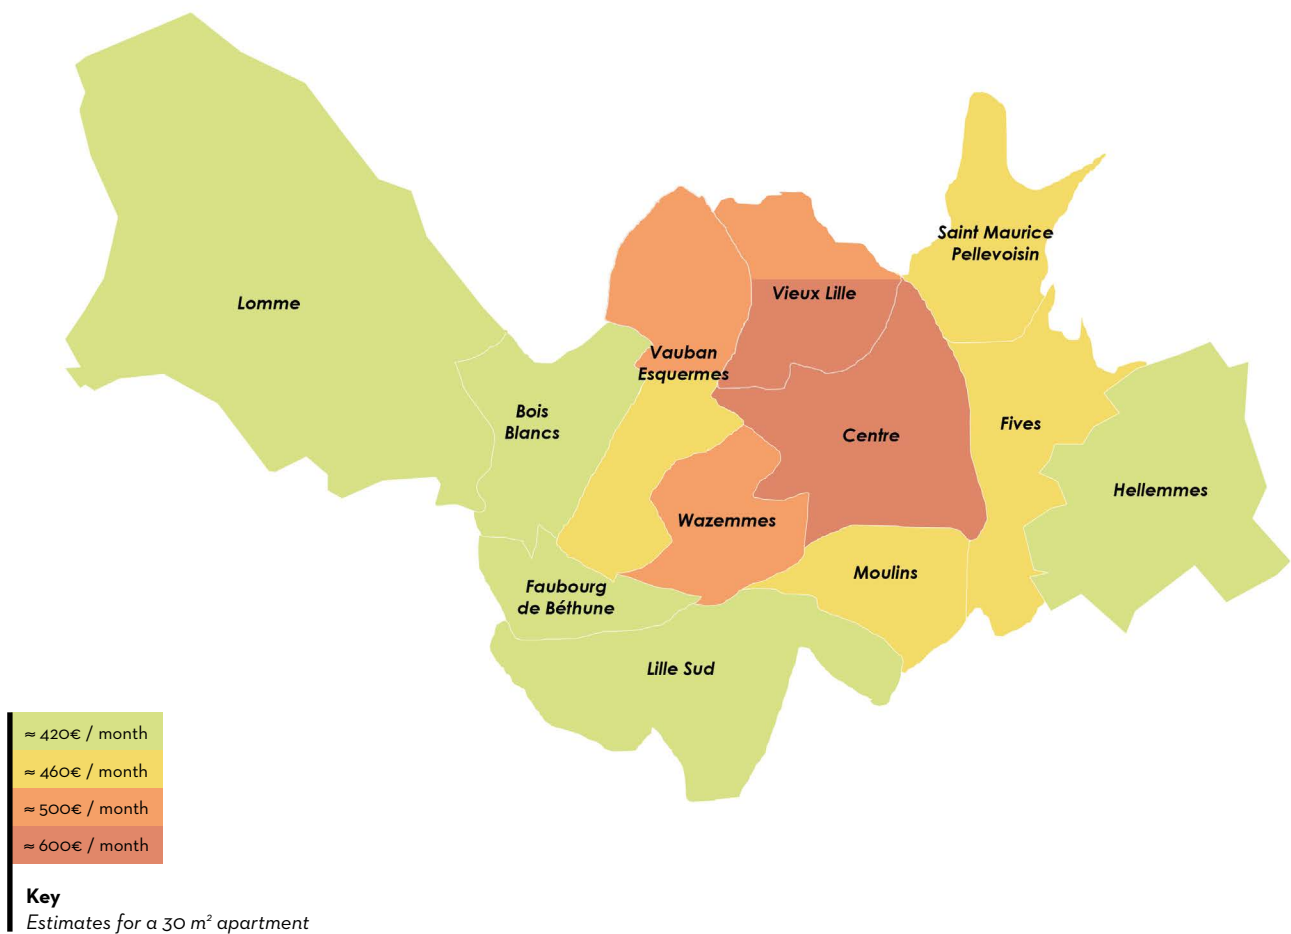 Saint Maurice
Pellevoisin
Vieux Lille
Lomme
Vauban
Esquermes
Bois
Blancs
Centre
Fives
Hellemmes
Wazemmes
Moulins
Faubourg
de Béthune
Lille Sud
≈ 420€ / month
≈ 460€ / month
≈ 500€ / month
≈ 600€ / month
Key
Estimates for a 30 m² apartment